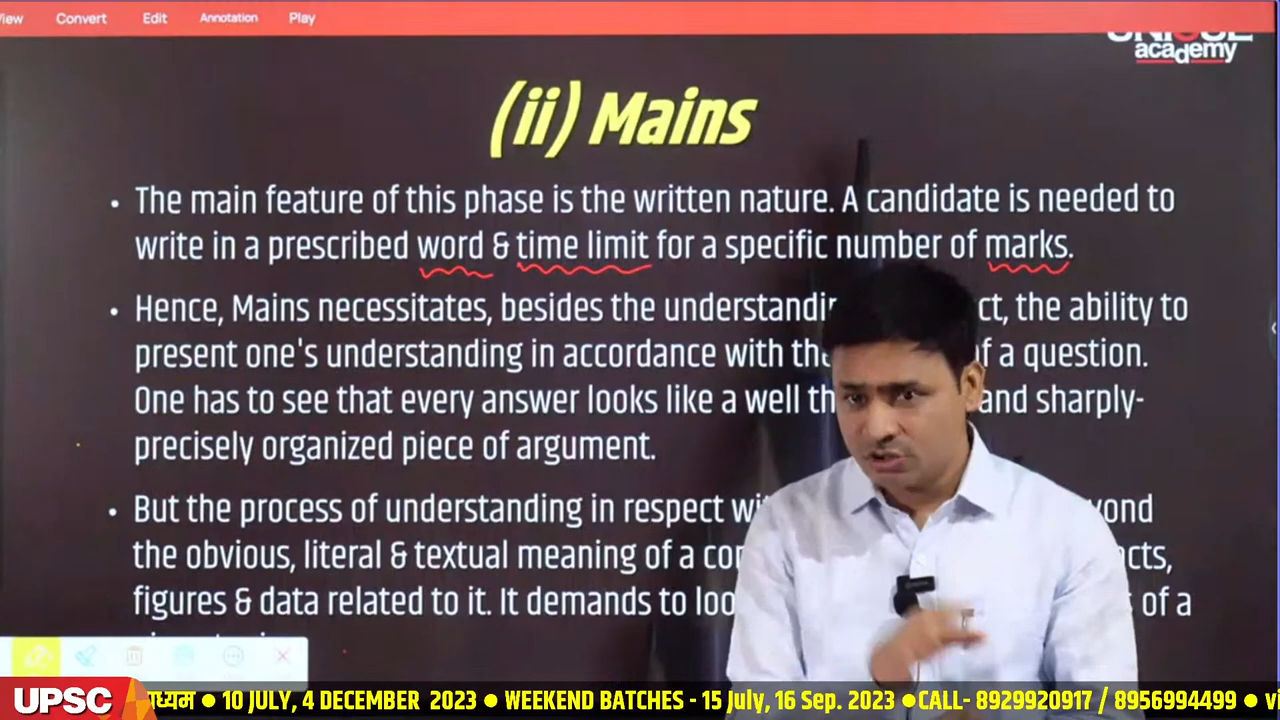 Convert Edit Annotation Play
academy
(ii) Mains
• The main feature of this phase is the written nature. A candidate is needed to
write in a prescribed word & time limit for a specific number of marks.
• Hence, Mains necessitates, besides the understandin ct, the ability to
present one's understanding in accordance with the of a question.
One has to see that every answer looks like a well th and sharply-
precisely organized piece of argument.
• But the process of understanding in respect wi yond
the obvious, literal & textual meaning of a co cts,
figures & data related to it. It demands to loo of a
UPSC ध्यम ● 10 JULY, 4 DECEMBER 2023 ● WEEKEND BATCHES - 15 July, 16 Sep. 2023 ●CALL- 8929920917 / 8956994499 ●